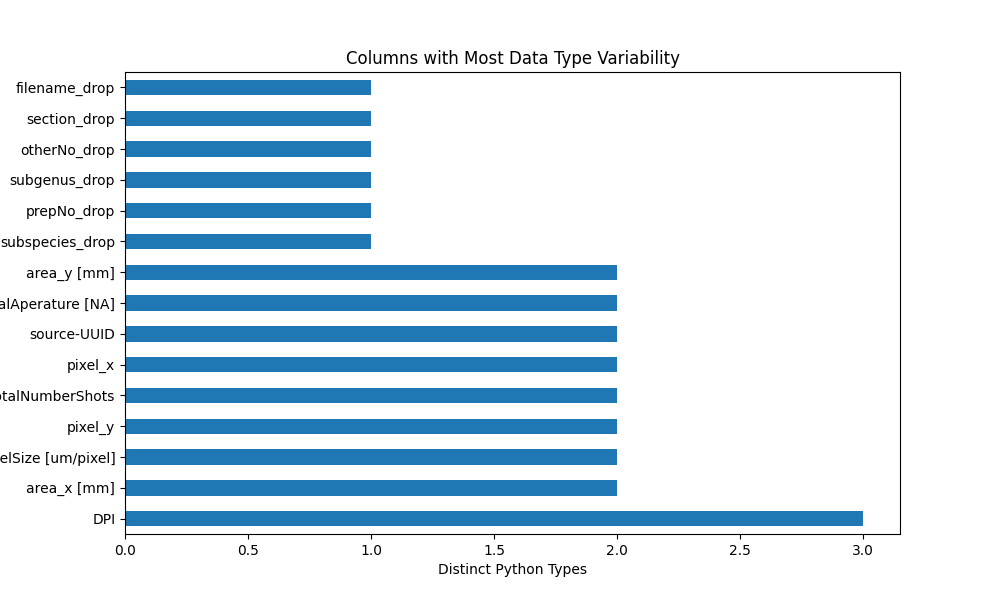 Columns with Most Data Type Variability
filename_drop
section_drop
otherNo_drop
subgenus_drop
prepNo_drop
subspecies_drop
area_y [mm]
alAperature [NA]
source-UUID
pixel_x
otalNumberShots
pixel_y
elSize [um/pixel]
area_x [mm]
DPI
0.0 0.5 1.0 1.5 2.0 2.5 3.0
Distinct Python Types